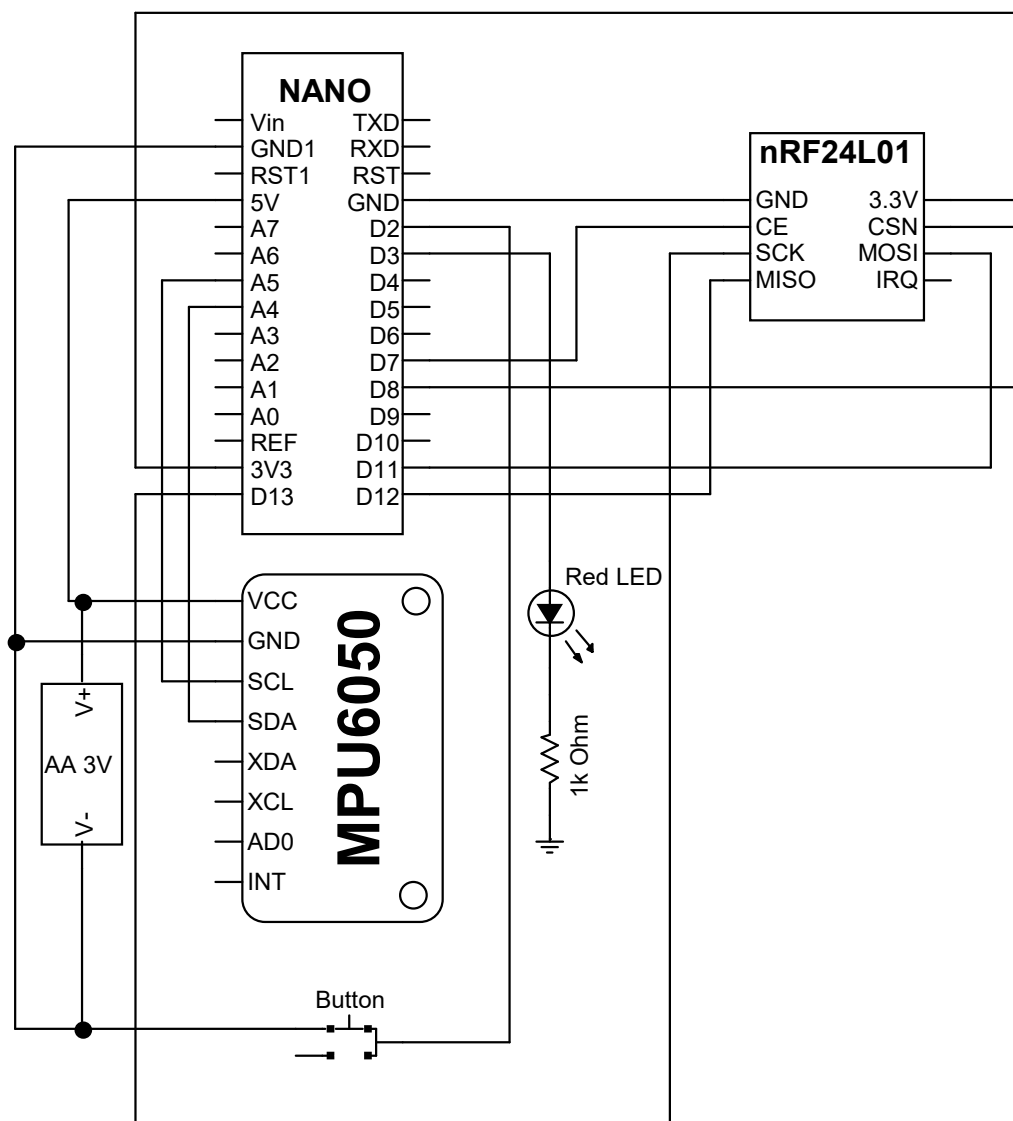 NANO
Vin TXD
GND1 RXD
RST1 RST
5V GND
A7 D2
A6 D3
A5 D4
A4 D5
A3 D6
A2 D7
A1 D8
A0 D9
REF D10
3V3 D11
D13 D12
nRF24L01
GND 3.3V
CE CSN
SCK MOSI
MISO IRQ
VCC
GND
SCL
SDA
XDA
XCL
AD0
INT
MPU6050
Red LED
1k Ohm
V+
AA 3V
V-
Button